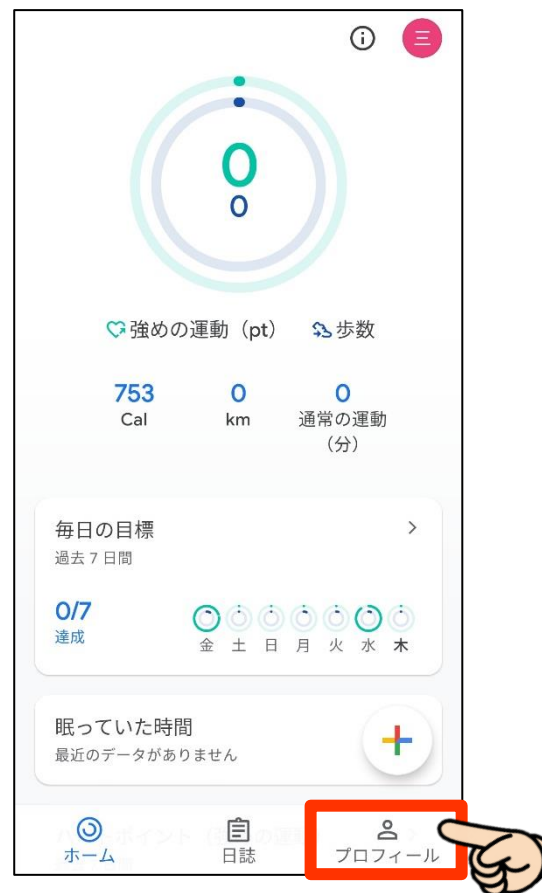 三
0
0
強めの運動（pt） 歩数
753 0 0
Cal km 通常の運動
（分）
毎日の目標
過去 7 日間
0/7
達成
金 土 日 月 火 水 木
眠っていた時間
最近のデータがありません
ホーム 日誌 プロフィール